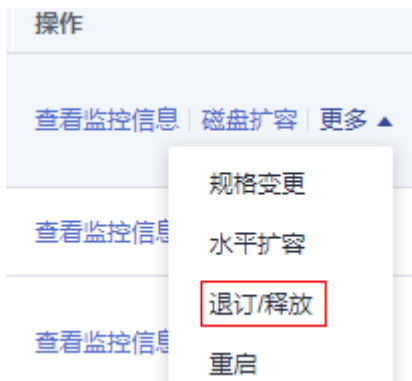 操作
查看监控信息 磁盘扩容 更多
规格变更
查看监控信息
水平扩容
退订/释放
查看监控信息
重启